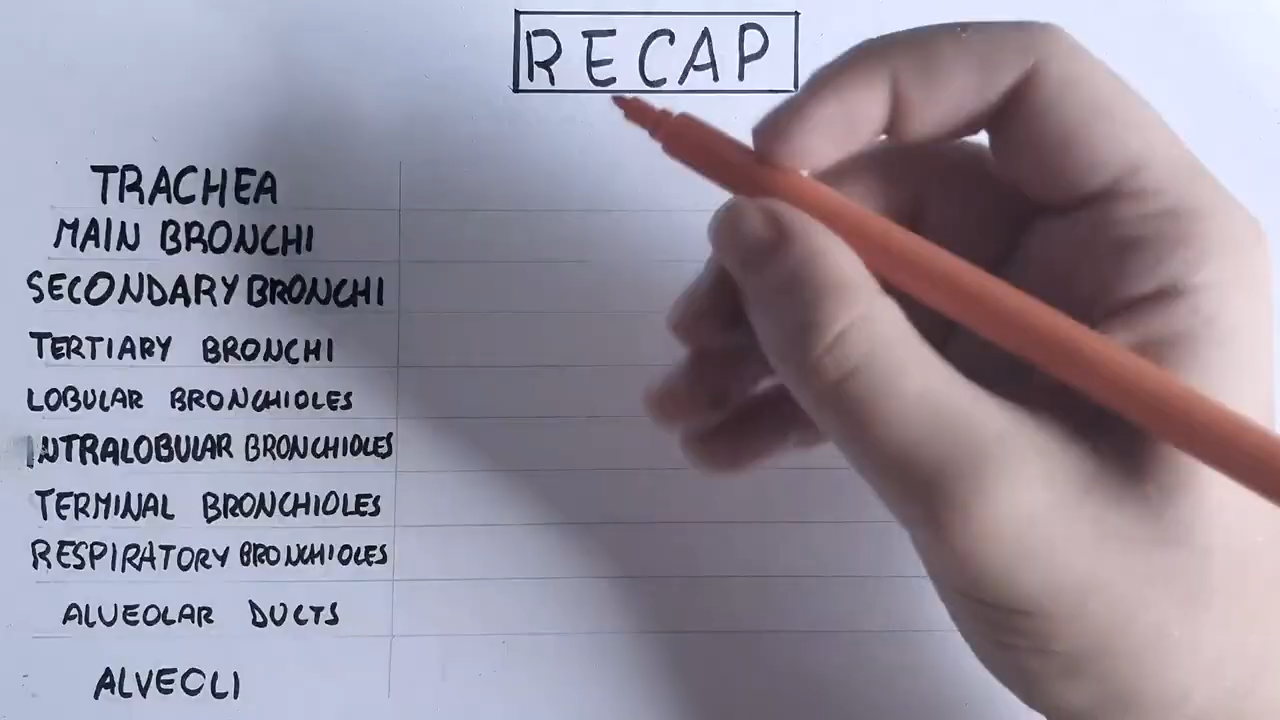 RECAP
TRACHEA
MAIN BRONCHI
SECONDARY BRONCHI
TERTIARY BRONCHI
LOBULAR BRONCHIOLES
INTRALOBULAR BRONCHIOLES
TERMINAL BRONCHIOLES
RESPIRATORY BRONCHIOLES
ALVEOLAR DUCTS
ALVEOLI